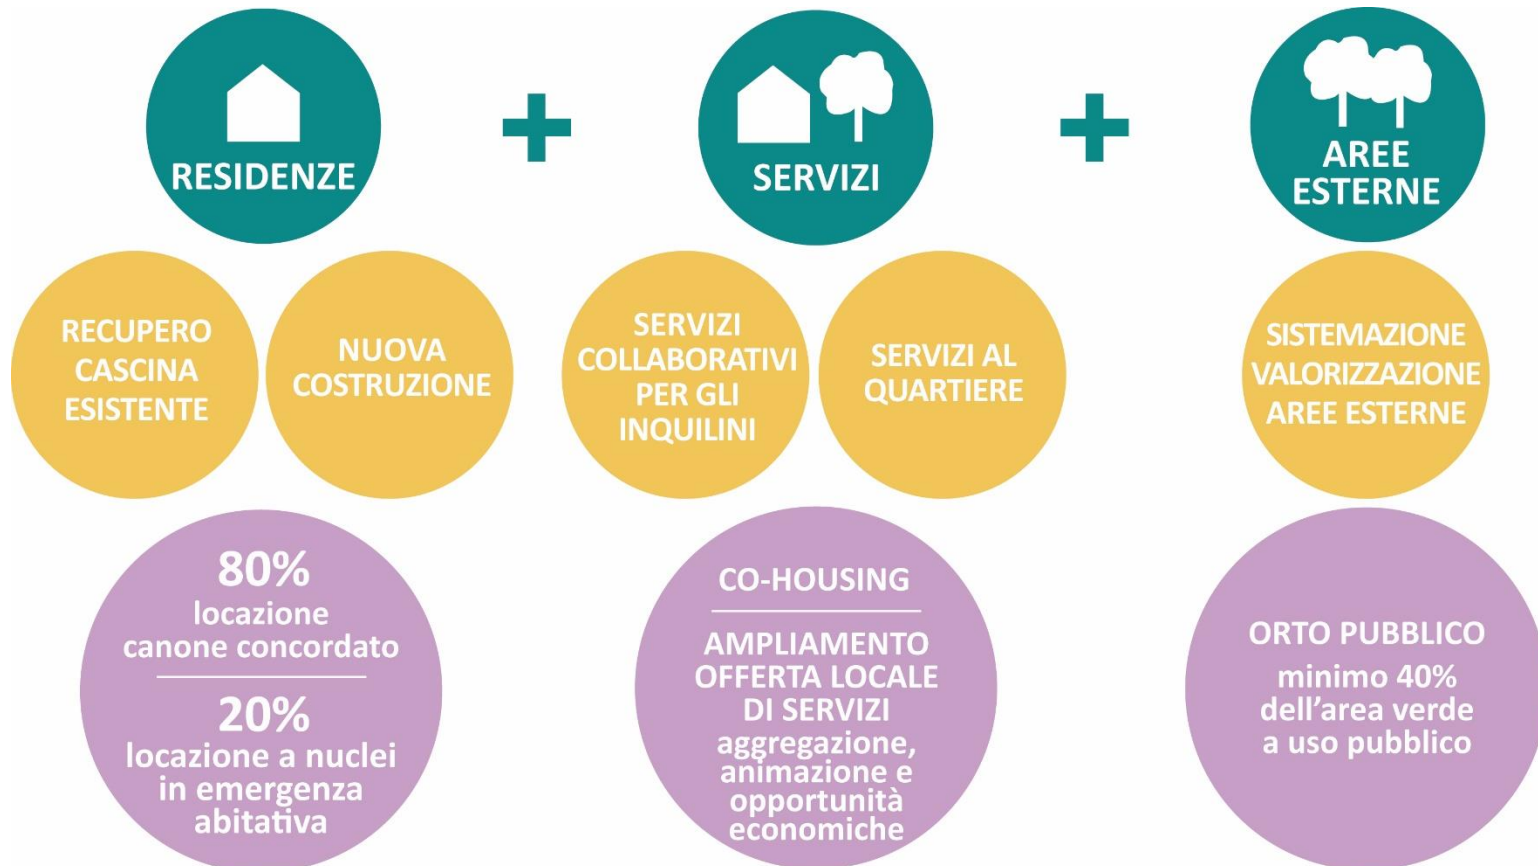 RESIDENZE
SERVIZI
AREE
ESTERNE
RECUPERO
CASCINA
ESISTENTE
NUOVA
COSTRUZIONE
SERVIZI
COLLABORATIVI
PER GLI
INQUILINI
SERVIZI AL
QUARTIERE
SISTEMAZIONE
VALORIZZAZIONE
AREE ESTERNE
80%
locazione
canone concordato
20%
locazione a nuclei
in emergenza
abitativa
CO-HOUSING
AMPLIAMENTO
OFFERTA LOCALE
DI SERVIZI
aggregazione,
animazione e
opportunità
economiche
ORTO PUBBLICO
minimo 40%
dell'area verde
a uso pubblico